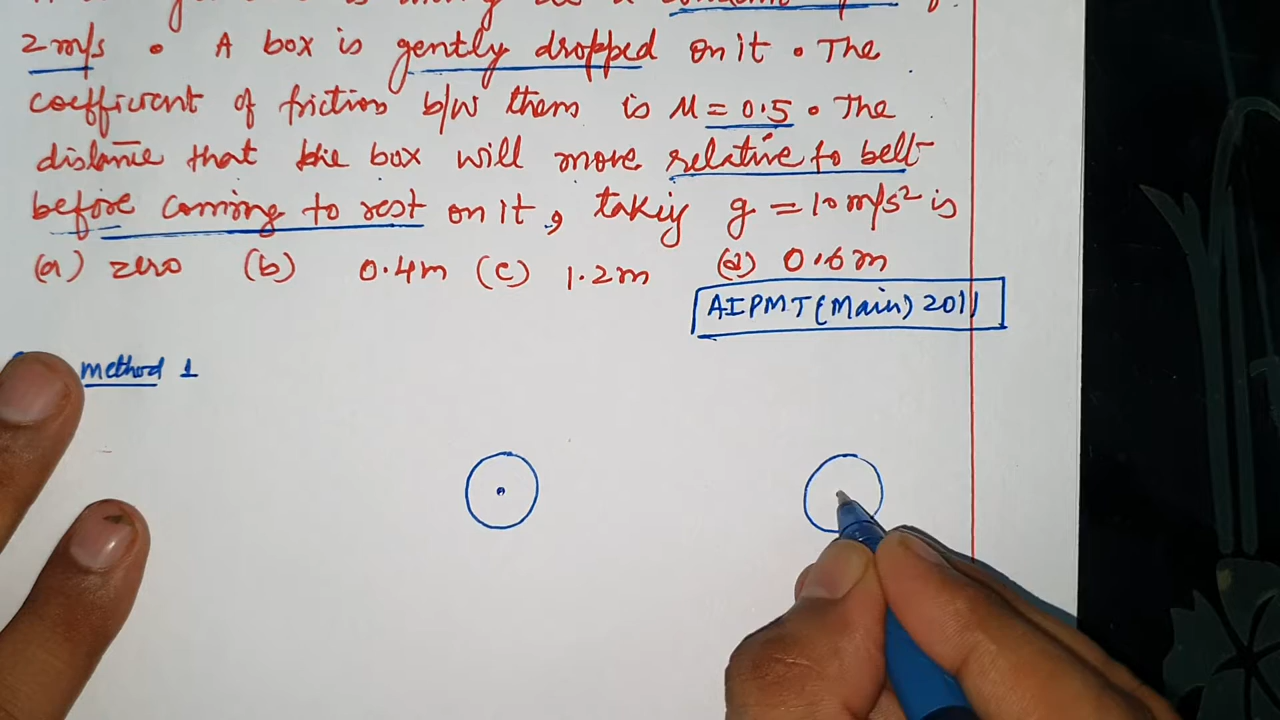 2 m/s . A box is gently dropped on it . The
coefficient of friction b/w them is μ = 0.5 . The
distance that the box will move relative to belt
before coming to rest on it, takig g = 10 m/s² is
(a) zero (b) 0.4m (c) 1.2m (d) 0.6m
AIPMT (Main) 2011
method 1